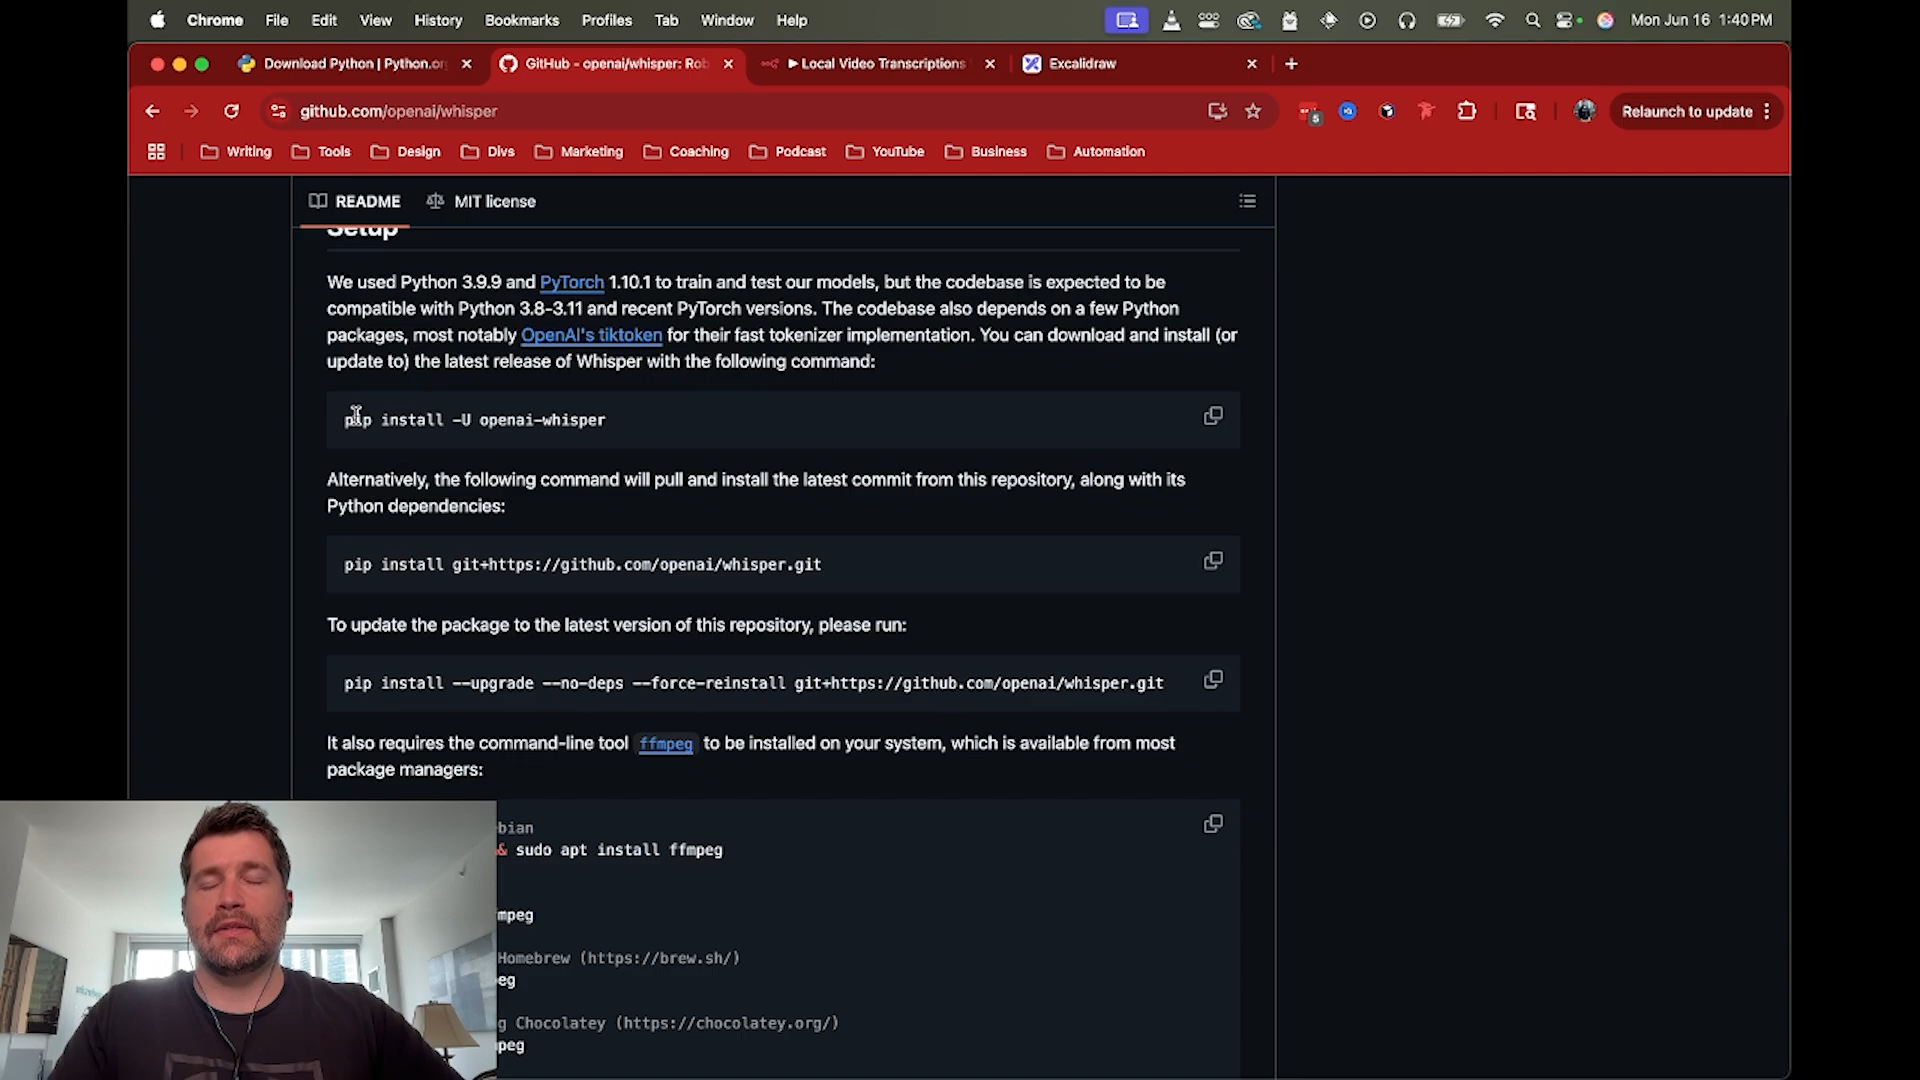 Chrome File Edit View History Bookmarks Profiles Tab Window Help Mon Jun 16 1:40 PM
Download Python | Python.or GitHub - openai/whisper: Rob ▶ Local Video Transcriptions Excalidraw
github.com/openai/whisper 5 Relaunch to update
Writing Tools Design Divs Marketing Coaching Podcast YouTube Business Automation
README MIT license
Setup
We used Python 3.9.9 and PyTorch 1.10.1 to train and test our models, but the codebase is expected to be
compatible with Python 3.8-3.11 and recent PyTorch versions. The codebase also depends on a few Python
packages, most notably OpenAI's tiktoken for their fast tokenizer implementation. You can download and install (or
update to) the latest release of Whisper with the following command:
pip install -U openai-whisper
Alternatively, the following command will pull and install the latest commit from this repository, along with its
Python dependencies:
pip install git+https://github.com/openai/whisper.git
To update the package to the latest version of this repository, please run:
pip install --upgrade --no-deps --force-reinstall git+https://github.com/openai/whisper.git
It also requires the command-line tool ffmpeg to be installed on your system, which is available from most
package managers:
bian
& sudo apt install ffmpeg
mpeg
Homebrew (https://brew.sh/)
eg
g Chocolatey (https://chocolatey.org/)
mpeg